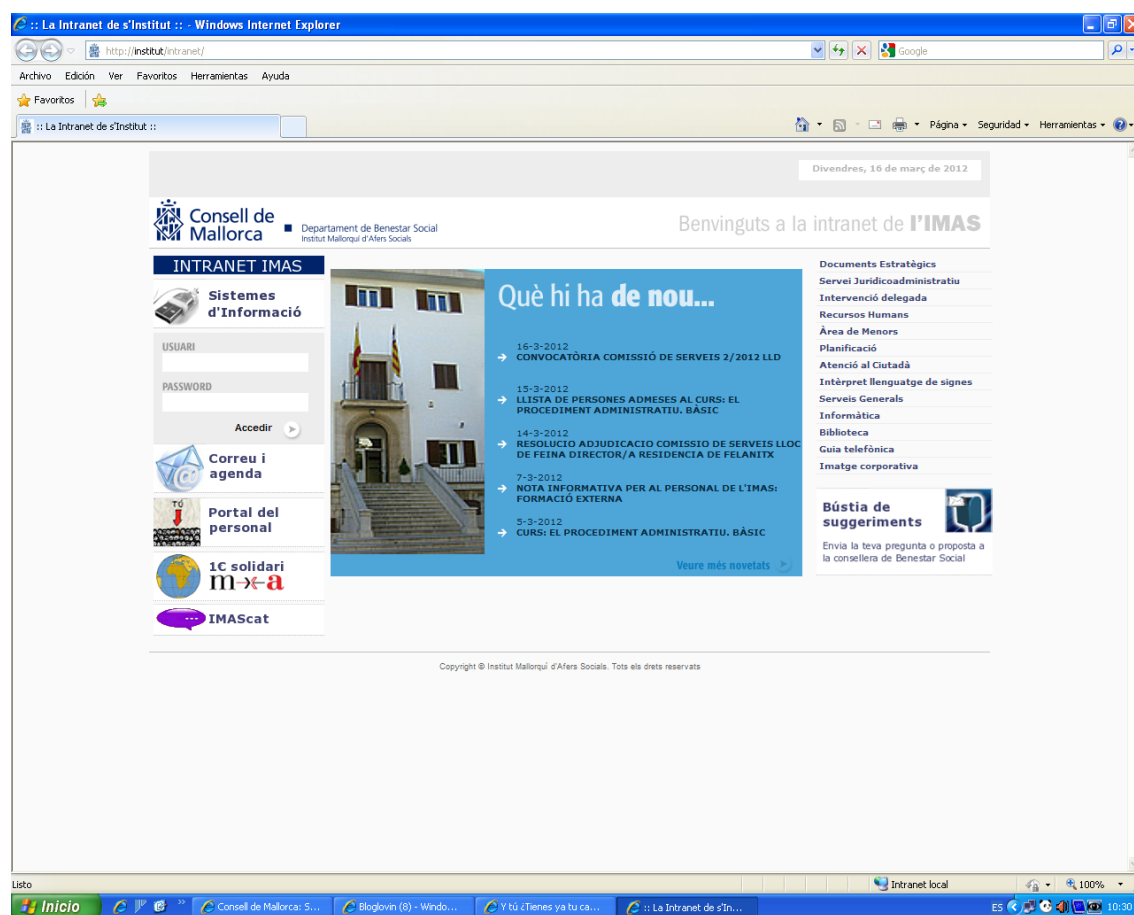 :: La Intranet de s'Institut :: - Windows Internet Explorer
http://institut/intranet/
Google
Archivo Edición Ver Favoritos Herramientas Ayuda
Favoritos
:: La Intranet de s'Institut ::
Página Seguridad Herramientas
Divendres, 16 de març de 2012
Consell de
Mallorca
Departament de Benestar Social
Institut Mallorquí d'Afers Socials
Benvinguts a la intranet de l'IMAS
INTRANET IMAS
Sistemes
d'Informació
USUARI
PASSWORD
Accedir
Correu i
agenda
TÓ
Portal del
personal
1€ solidari
m a
IMAScat
Què hi ha de nou...
16-3-2012
CONVOCATÒRIA COMISSIÓ DE SERVEIS 2/2012 LLD
15-3-2012
LLISTA DE PERSONES ADMESES AL CURS: EL
PROCEDIMENT ADMINISTRATIU. BÀSIC
14-3-2012
RESOLUCIO ADJUDICACIO COMISSIO DE SERVEIS LLOC
DE FEINA DIRECTOR/A RESIDENCIA DE FELANITX
7-3-2012
NOTA INFORMATIVA PER AL PERSONAL DE L'IMAS:
FORMACIÓ EXTERNA
5-3-2012
CURS: EL PROCEDIMENT ADMINISTRATIU. BÀSIC
Veure més novetats
Documents Estratègics
Servei Juridicoadministratiu
Intervenció delegada
Recursos Humans
Àrea de Menors
Planificació
Atenció al Ciutadà
Intèrpret llenguatge de signes
Serveis Generals
Informàtica
Biblioteca
Guia telefònica
Imatge corporativa
Bústia de
suggeriments
Envia la teva pregunta o proposta a
la consellera de Benestar Social
Copyright © Institut Mallorquí d'Afers Socials. Tots els drets reservats
Listo
Intranet local
100%
Inicio
Consell de Mallorca: S...
Bloglovin (8) - Windo...
Y tú ¿Tienes ya tu ca...
:: La Intranet de s'In...
ES
10:30